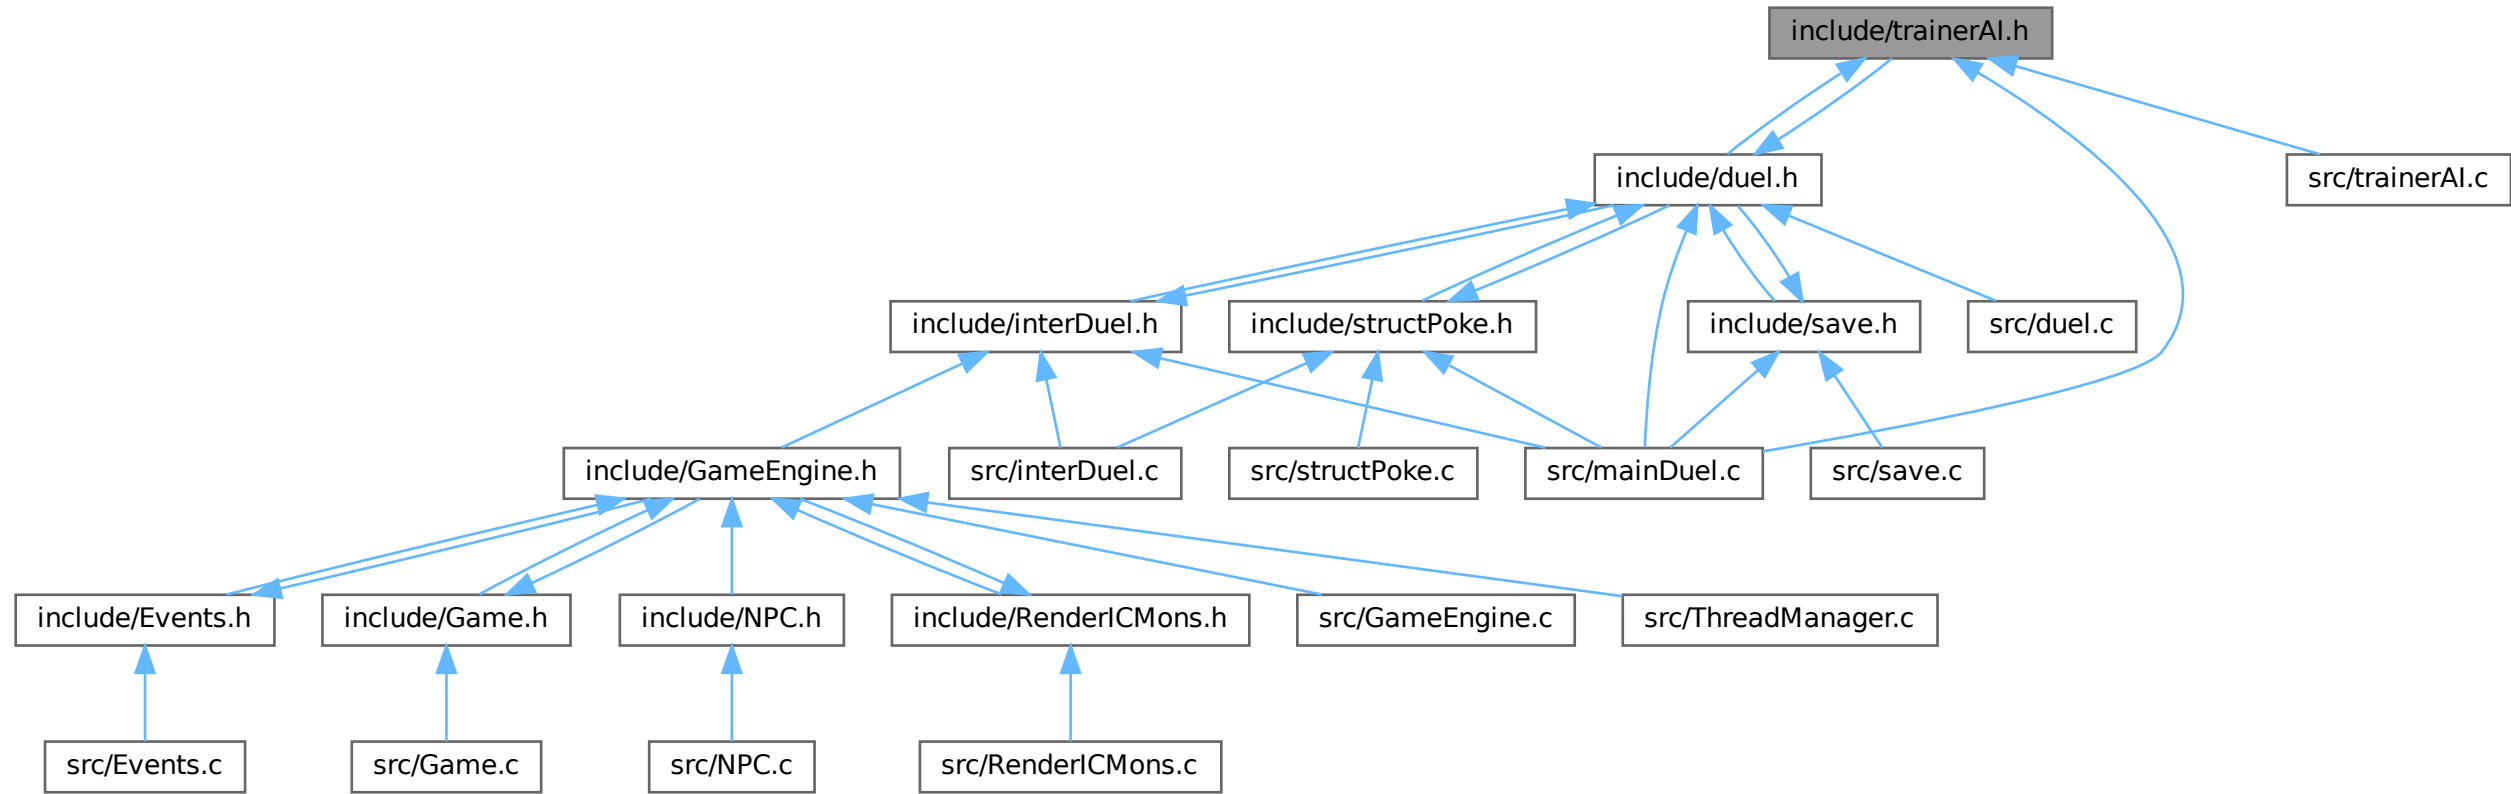 include/trainerAI.h
include/duel.h
src/trainerAI.c
include/interDuel.h
include/structPoke.h
include/save.h
src/duel.c
include/GameEngine.h
src/interDuel.c
src/structPoke.c
src/mainDuel.c
src/save.c
include/Events.h
include/Game.h
include/NPC.h
include/RenderICMons.h
src/GameEngine.c
src/ThreadManager.c
src/Events.c
src/Game.c
src/NPC.c
src/RenderICMons.c